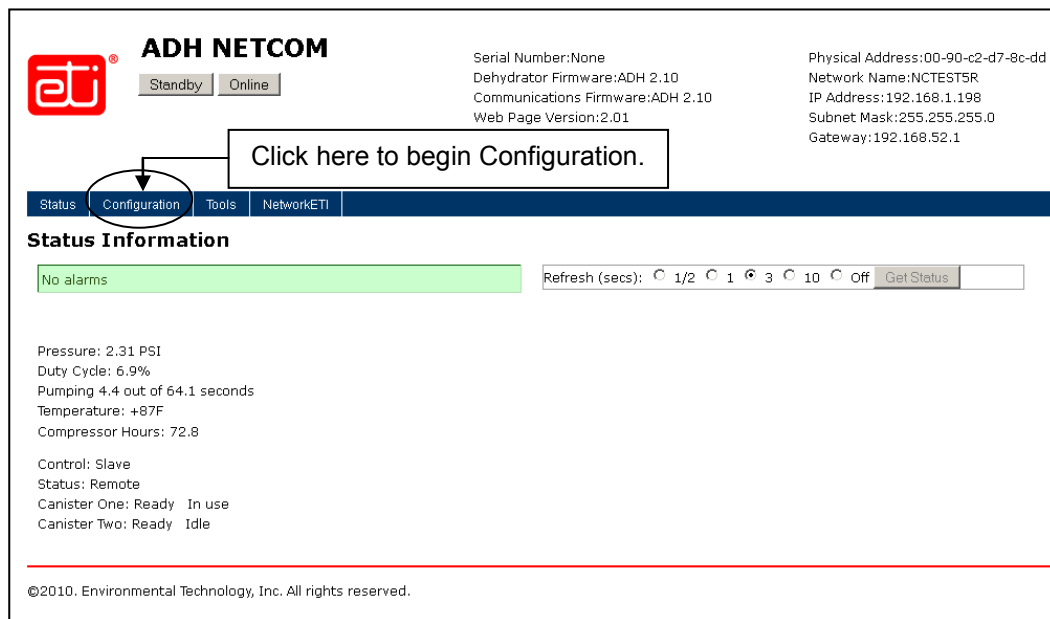 eti®
ADH NETCOM
Standby Online
Serial Number:None
Dehydrator Firmware:ADH 2.10
Communications Firmware:ADH 2.10
Web Page Version:2.01
Physical Address:00-90-c2-d7-8c-dd
Network Name:NCTEST5R
IP Address:192.168.1.198
Subnet Mask:255.255.255.0
Gateway:192.168.52.1
Click here to begin Configuration.
Status Configuration Tools NetworkETI
Status Information
No alarms
Refresh (secs): 1/2 1 3 10 Off Get Status
Pressure: 2.31 PSI
Duty Cycle: 6.9%
Pumping 4.4 out of 64.1 seconds
Temperature: +87F
Compressor Hours: 72.8
Control: Slave
Status: Remote
Canister One: Ready In use
Canister Two: Ready Idle
©2010. Environmental Technology, Inc. All rights reserved.